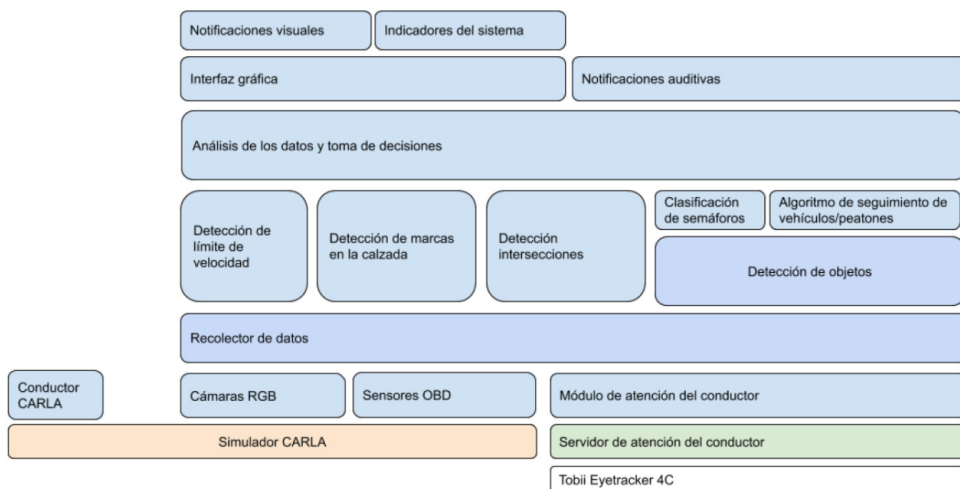 Notificaciones visuales
Indicadores del sistema
Interfaz gráfica
Notificaciones auditivas
Análisis de los datos y toma de decisiones
Detección de
límite de
velocidad
Detección de marcas
en la calzada
Detección
intersecciones
Clasificación
de semáforos
Algoritmo de seguimiento de
vehículos/peatones
Detección de objetos
Recolector de datos
Conductor
CARLA
Cámaras RGB
Sensores OBD
Módulo de atención del conductor
Simulador CARLA
Servidor de atención del conductor
Tobii Eyetracker 4C